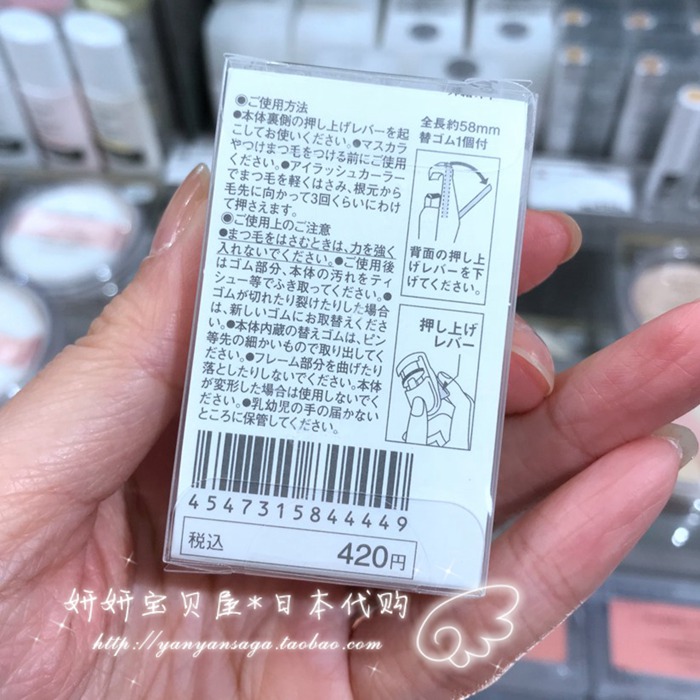 ◉ご使用方法
●本体裏側の押し上げレバーを起
こしてお使いください。●マスカラ
やつけまつ毛をつける前にご使用
ください。●アイラッシュカーラー
でまつ毛を軽くはさみ、根元から
毛先に向かって3回くらいにわけ
て押さえます。
◉ご使用上のご注意
●まつ毛をはさむときは、力を強く
入れないでください。●ご使用後
はゴム部分、本体の汚れをティ
シュー等でふき取ってください。●
ゴムが切れたり裂けたりした場合
は、新しいゴムにお取替えくださ
い。●本体内蔵の替えゴムは、ピン
等先の細かいもので取り出してく
ださい。●フレーム部分を曲げたり
落としたりしないでください。本体
が変形した場合は使用しないでく
ださい。●乳幼児の手の届かない
ところに保管してください。
全長約58mm
替ゴム1個付
背面の押し上
げレバーを下
げてください。
押し上げ
レバー
4547315844449
税込 420円
妍妍宝贝屋*日本代购
http://yanyansaga.taobao.com